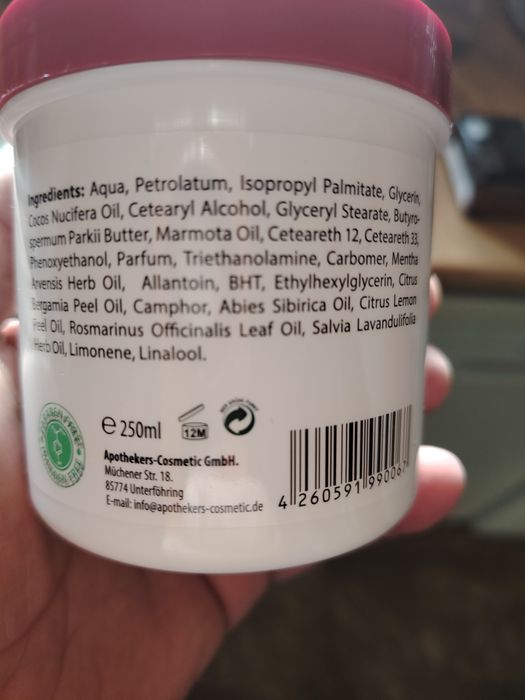 Ingredients: Aqua, Petrolatum, Isopropyl Palmitate, Glycerin,
Cocos Nucifera Oil, Cetearyl Alcohol, Glyceryl Stearate, Butyro-
spermum Parkii Butter, Marmota Oil, Ceteareth 12, Ceteareth 33,
Phenoxyethanol, Parfum, Triethanolamine, Carbomer, Mentha
Arvensis Herb Oil, Allantoin, BHT, Ethylhexylglycerin, Citrus
Bergamia Peel Oil, Camphor, Abies Sibirica Oil, Citrus Lemon
Peel Oil, Rosmarinus Officinalis Leaf Oil, Salvia Lavandulifolia
Herb Oil, Limonene, Linalool.
℮ 250ml
12M
Apothekers-Cosmetic GmbH.
Müchener Str. 18.
85774 Unterföhring
E-mail: info@apothekers-cosmetic.de
4 260591 990067